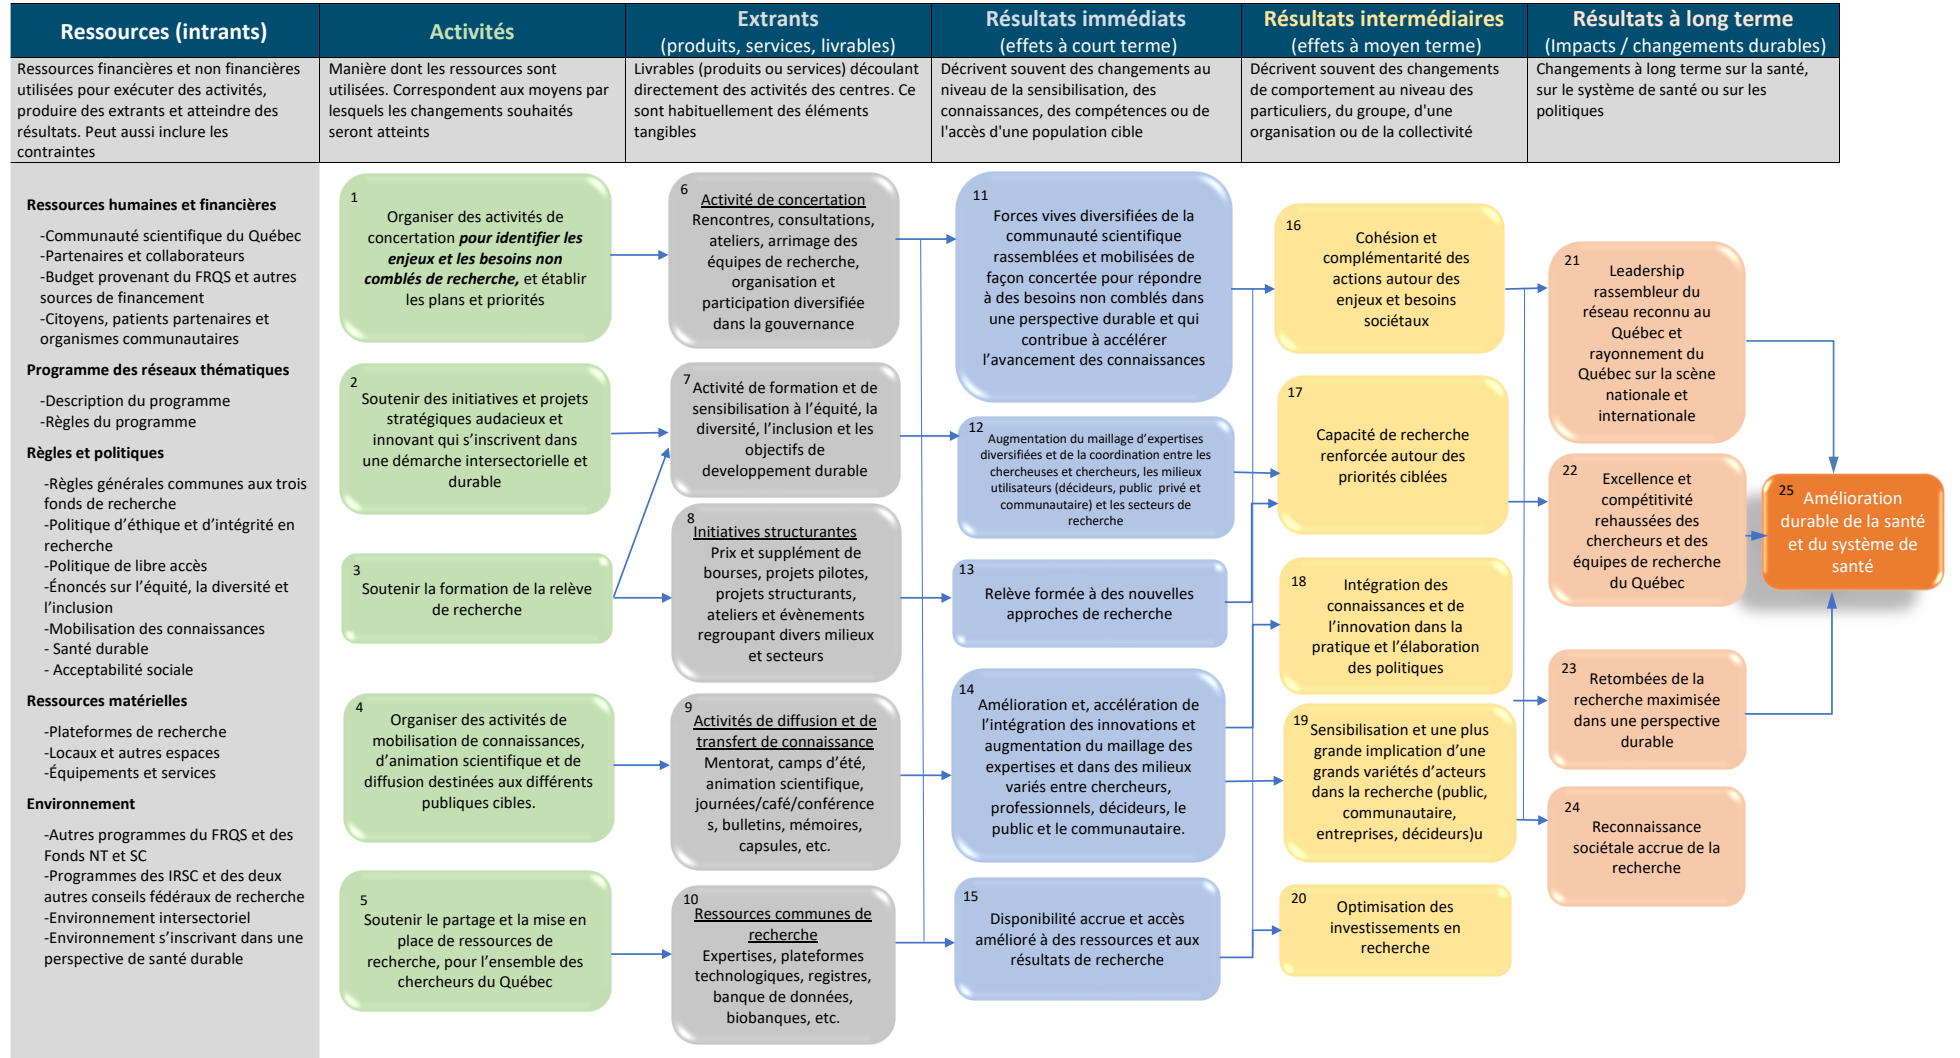 Ressources (intrants)
Activités
Extrants
(produits, services, livrables)
Résultats immédiats
(effets à court terme)
Résultats intermédiaires
(effets à moyen terme)
Résultats à long terme
(Impacts / changements durables)
Ressources financières et non financières
utilisées pour exécuter des activités,
produire des extrants et atteindre des
résultats. Peut aussi inclure les
contraintes
Manière dont les ressources sont
utilisées. Correspondent aux moyens par
lesquels les changements souhaités
seront atteints
Livrables (produits ou services) découlant
directement des activités des centres. Ce
sont habituellement des éléments
tangibles
Décrivent souvent des changements au
niveau de la sensibilisation, des
connaissances, des compétences ou de
l'accès d'une population cible
Décrivent souvent des changements
de comportement au niveau des
particuliers, du groupe, d'une
organisation ou de la collectivité
Changements à long terme sur la santé,
sur le système de santé ou sur les
politiques
Ressources humaines et financières
-Communauté scientifique du Québec
-Partenaires et collaborateurs
-Budget provenant du FRQS et autres
sources de financement
-Citoyens, patients partenaires et
organismes communautaires
Programme des réseaux thématiques
-Description du programme
-Règles du programme
Règles et politiques
-Règles générales communes aux trois
fonds de recherche
-Politique d'éthique et d'intégrité en
recherche
-Politique de libre accès
-Énoncés sur l'équité, la diversité et
l'inclusion
-Mobilisation des connaissances
- Santé durable
- Acceptabilité sociale
Ressources matérielles
-Plateformes de recherche
-Locaux et autres espaces
-Équipements et services
Environnement
-Autres programmes du FRQS et des
Fonds NT et SC
-Programmes des IRSC et des deux
autres conseils fédéraux de recherche
-Environnement intersectoriel
-Environnement s'inscrivant dans une
perspective de santé durable
1
Organiser des activités de
concertation pour identifier les
enjeux et les besoins non
comblés de recherche, et établir
les plans et priorités
2
Soutenir des initiatives et projets
stratégiques audacieux et
innovant qui s'inscrivent dans
une démarche intersectorielle et
durable
3
Soutenir la formation de la relève
de recherche
4
Organiser des activités de
mobilisation de connaissances,
d'animation scientifique et de
diffusion destinées aux différents
publiques cibles.
5
Soutenir le partage et la mise en
place de ressources de
recherche, pour l'ensemble des
chercheurs du Québec
6
Activité de concertation
Rencontres, consultations,
ateliers, arrimage des
équipes de recherche,
organisation et
participation diversifiée
dans la gouvernance
7
Activité de formation et de
sensibilisation à l'équité, la
diversité, l'inclusion et les
objectifs de
developpement durable
8
Initiatives structurantes
Prix et supplément de
bourses, projets pilotes,
projets structurants,
ateliers et évènements
regroupant divers milieux
et secteurs
9
Activités de diffusion et de
transfert de connaissance
Mentorat, camps d'été,
animation scientifique,
journées/café/conférence
s, bulletins, mémoires,
capsules, etc.
10
Ressources communes de
recherche
Expertises, plateformes
technologiques, registres,
banque de données,
biobanques, etc.
11
Forces vives diversifiées de la
communauté scientifique
rassemblées et mobilisées de
façon concertée pour répondre
à des besoins non comblés dans
une perspective durable et qui
contribue à accélérer
l'avancement des connaissances
12
Augmentation du maillage d'expertises
diversifiées et de la coordination entre les
chercheuses et chercheurs, les milieux
utilisateurs (décideurs, public privé et
communautaire) et les secteurs de
recherche
13
Relève formée à des nouvelles
approches de recherche
14
Amélioration et, accélération de
l'intégration des innovations et
augmentation du maillage des
expertises et dans des milieux
variés entre chercheurs,
professionnels, décideurs, le
public et le communautaire.
15
Disponibilité accrue et accès
amélioré à des ressources et aux
résultats de recherche
16
Cohésion et
complémentarité des
actions autour des
enjeux et besoins
sociétaux
17
Capacité de recherche
renforcée autour des
priorités ciblées
18
Intégration des
connaissances et de
l'innovation dans la
pratique et l'élaboration
des politiques
19
Sensibilisation et une plus
grande implication d'une
grands variétés d'acteurs
dans la recherche (public,
communautaire,
entreprises, décideurs)u
20
Optimisation des
investissements en
recherche
21
Leadership
rassembleur du
réseau reconnu au
Québec et
rayonnement du
Québec sur la scène
nationale et
internationale
22
Excellence et
compétitivité
rehaussées des
chercheurs et des
équipes de recherche
du Québec
23
Retombées de la
recherche maximisée
dans une perspective
durable
24
Reconnaissance
sociétale accrue de la
recherche
25
Amélioration
durable de la santé
et du système de
santé